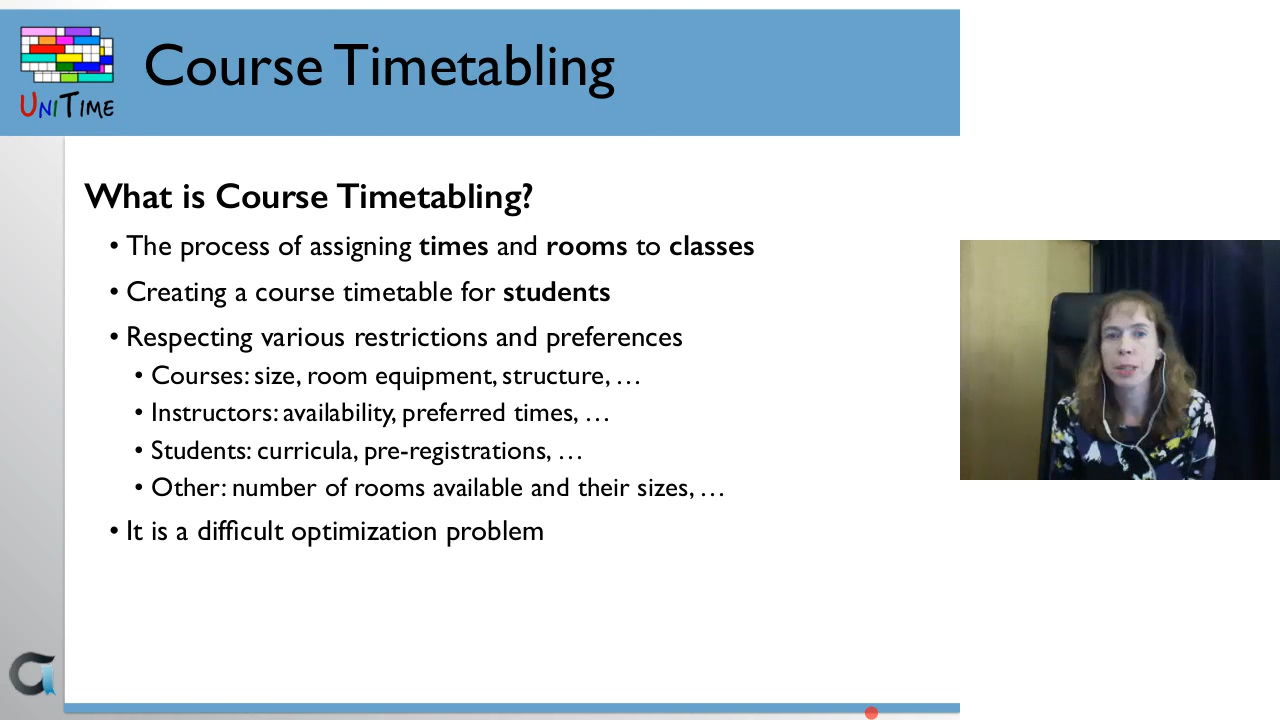 Course Timetabling
UNITIME
What is Course Timetabling?
• The process of assigning times and rooms to classes
• Creating a course timetable for students
• Respecting various restrictions and preferences
• Courses: size, room equipment, structure, …
• Instructors: availability, preferred times, …
• Students: curricula, pre-registrations, …
• Other: number of rooms available and their sizes, …
• It is a difficult optimization problem